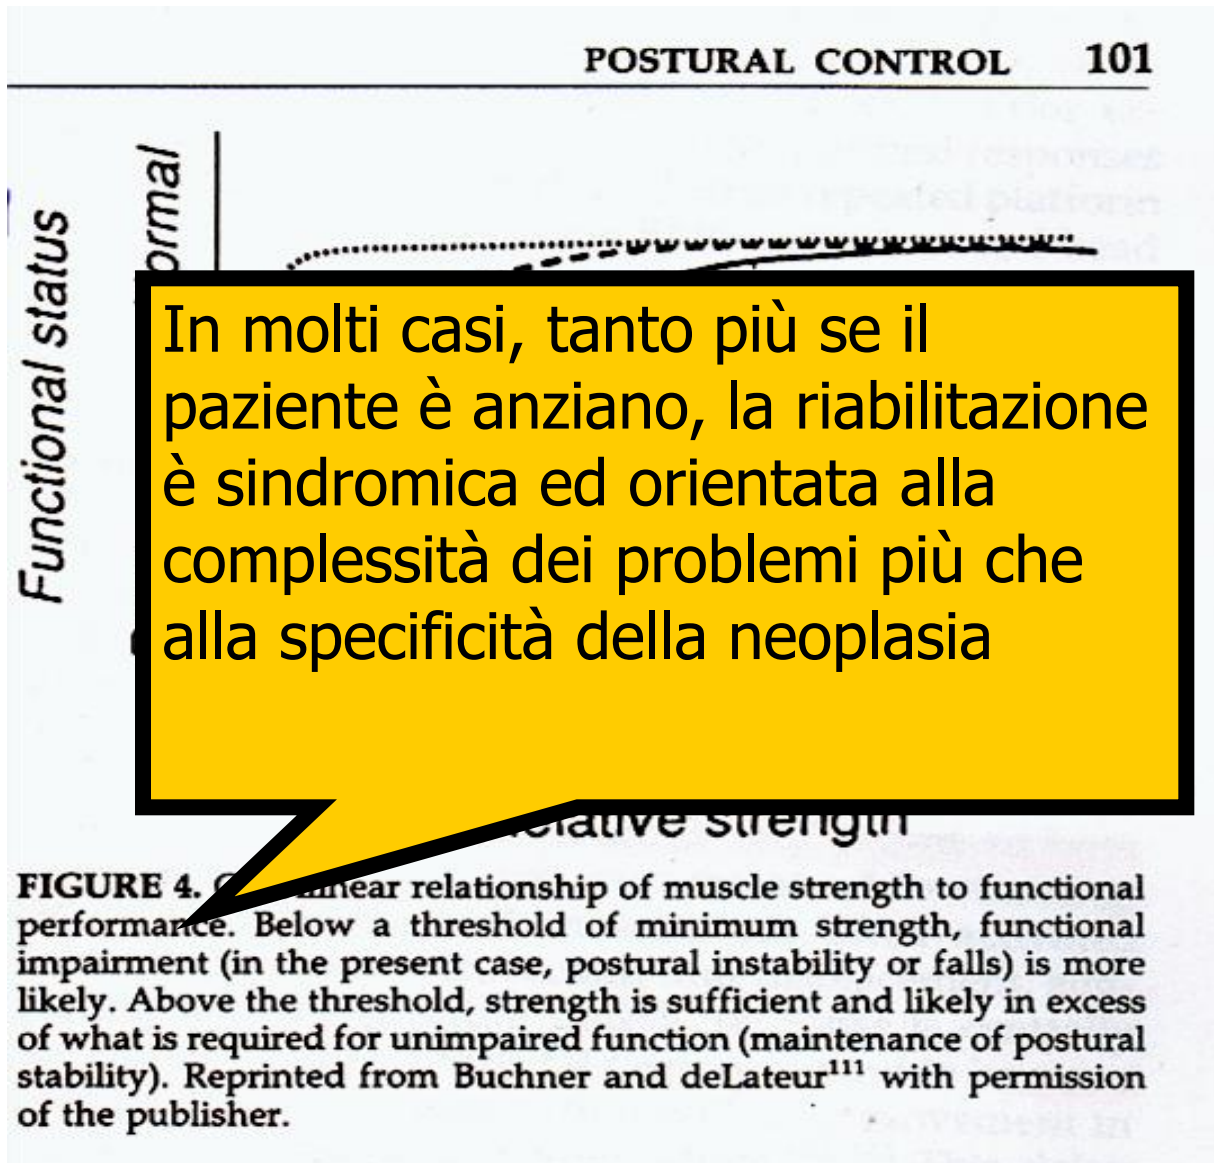 POSTURAL CONTROL 101
Functional status
In molti casi, tanto più se il
paziente è anziano, la riabilitazione
è sindromica ed orientata alla
complessità dei problemi più che
alla specificità della neoplasia
strength
FIGURE 4. relationship of muscle strength to functional
performance. Below a threshold of minimum strength, functional
impairment (in the present case, postural instability or falls) is more
likely. Above the threshold, strength is sufficient and likely in excess
of what is required for unimpaired function (maintenance of postural
stability). Reprinted from Buchner and deLateur¹¹¹ with permission
of the publisher.